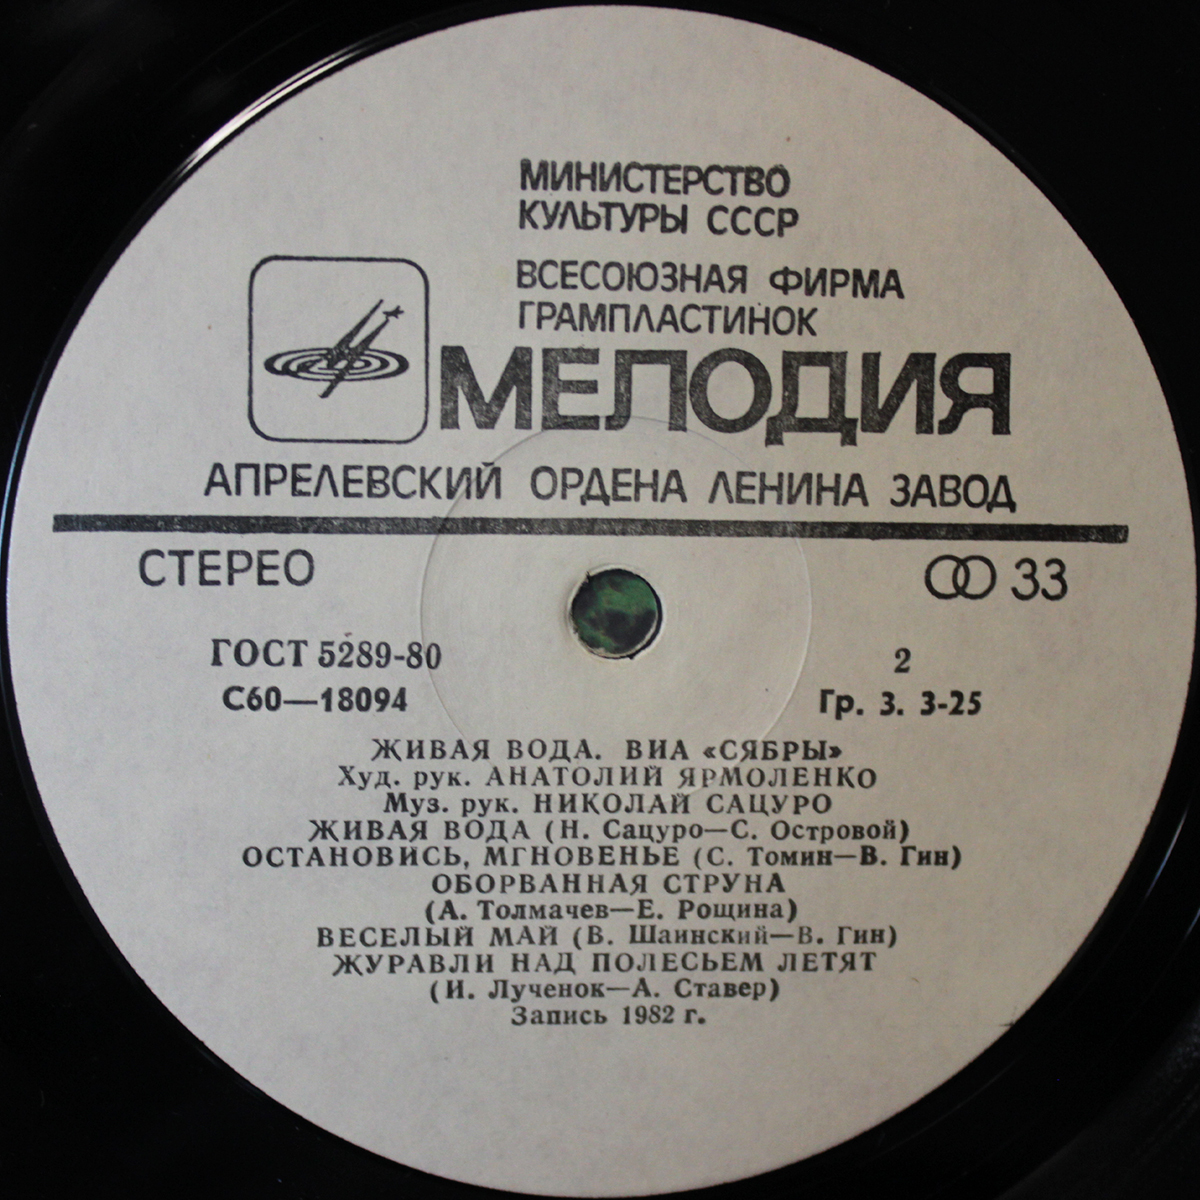 МИНИСТЕРСТВО
КУЛЬТУРЫ СССР
ВСЕСОЮЗНАЯ ФИРМА
ГРАМПЛАСТИНОК
МЕЛОДИЯ
АПРЕЛЕВСКИЙ ОРДЕНА ЛЕНИНА ЗАВОД
СТЕРЕО
33
ГОСТ 5289-80
2
С60—18094
Гр. 3. 3-25
ЖИВАЯ ВОДА. ВИА «СЯБРЫ»
Худ. рук. АНАТОЛИЙ ЯРМОЛЕНКО
Муз. рук. НИКОЛАЙ САЦУРО
ЖИВАЯ ВОДА (Н. Сацуро—С. Островой)
ОСТАНОВИСЬ, МГНОВЕНЬЕ (С. Томин—В. Гин)
ОБОРВАННАЯ СТРУНА
(А. Толмачев—Е. Рощина)
ВЕСЕЛЫЙ МАЙ (В. Шаинский—В. Гин)
ЖУРАВЛИ НАД ПОЛЕСЬЕМ ЛЕТЯТ
(И. Лученок—А. Ставер)
Запись 1982 г.